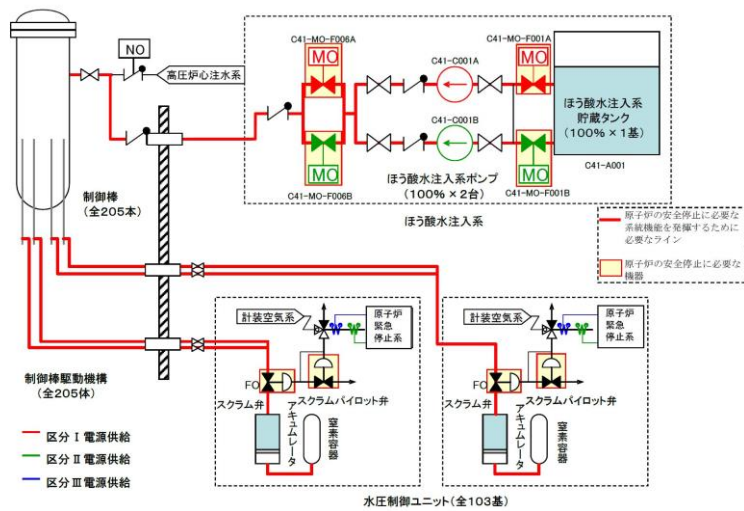 C41-MO-F006A
C41-MO-F001A
NO
MO
MO
C41-C001A
高圧炉心注水系
ほう酸水注入系
貯蔵タンク
(100%×1基)
C41-C001B
MO
MO
C41-A001
C41-MO-F006B
ほう酸水注入系ポンプ
(100%×2台)
C41-MO-F001B
ほう酸水注入系
制御棒
(全205本)
原子炉の安全停止に必要な
系統機能を発揮するために
必要なライン
原子炉の安全停止に必要な
機器
計装空気系
原子炉
緊急
停止系
計装空気系
原子炉
緊急
停止系
制御棒駆動機構
(全205体)
FO
スクラム弁
スクラムパイロット弁
アキュムレータ
窒素容器
FO
スクラム弁
スクラムパイロット弁
アキュムレータ
窒素容器
区分Ⅰ電源供給
区分Ⅱ電源供給
区分Ⅲ電源供給
水圧制御ユニット(全103基)